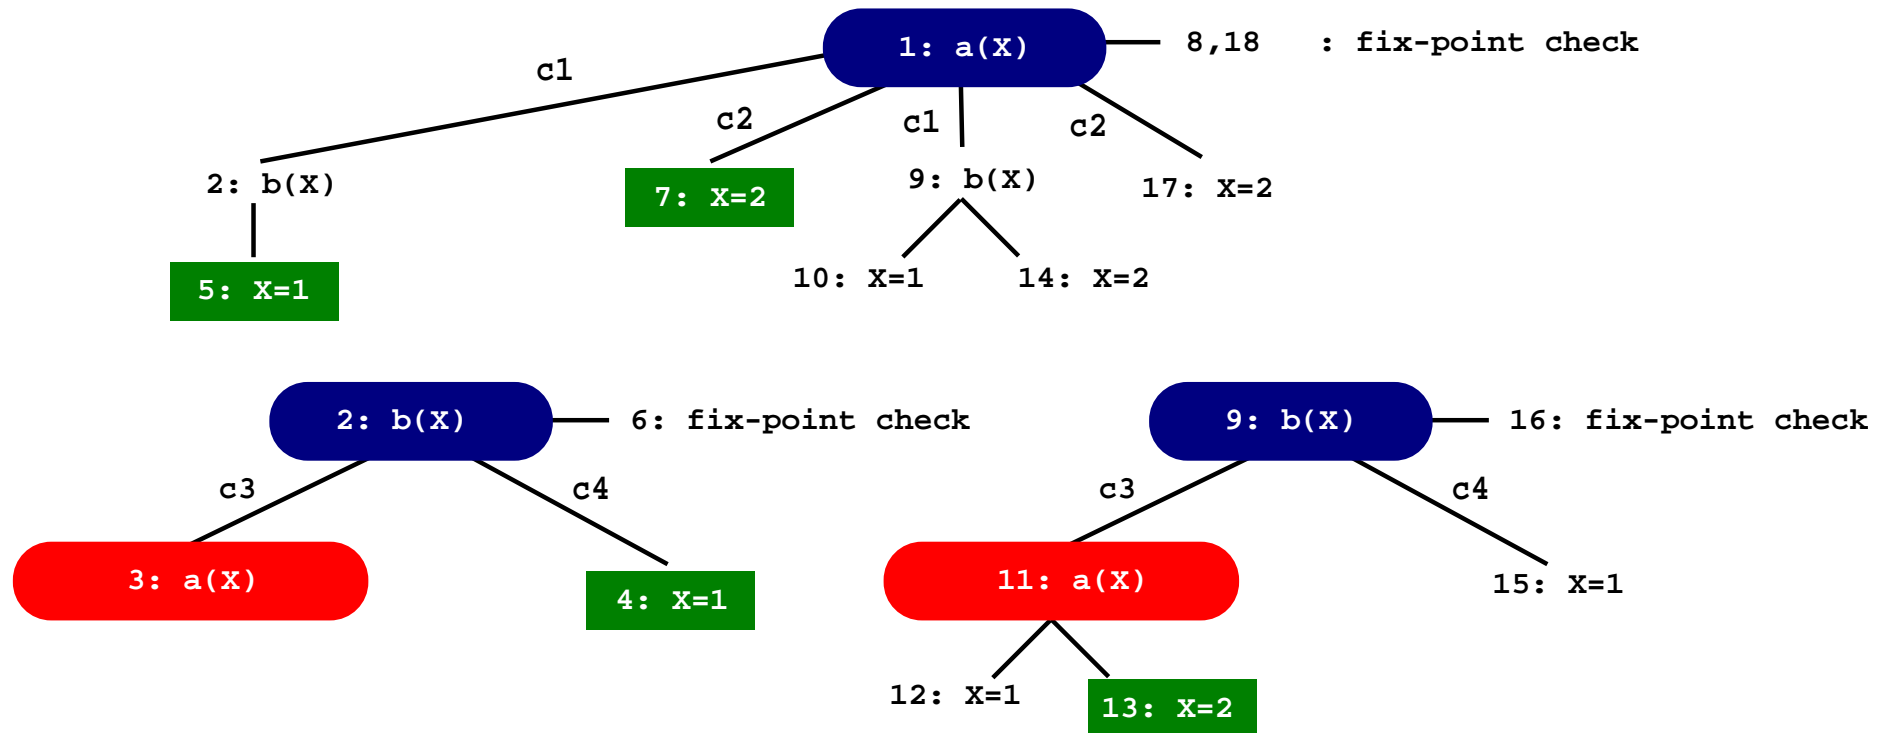 1: a(X)
8,18 : fix-point check
c1
c2
c1
c2
2: b(X)
7: X=2
9: b(X)
17: X=2
5: X=1
10: X=1
14: X=2
2: b(X)
6: fix-point check
9: b(X)
16: fix-point check
c3
c4
c3
c4
3: a(X)
4: X=1
11: a(X)
15: X=1
12: X=1
13: X=2